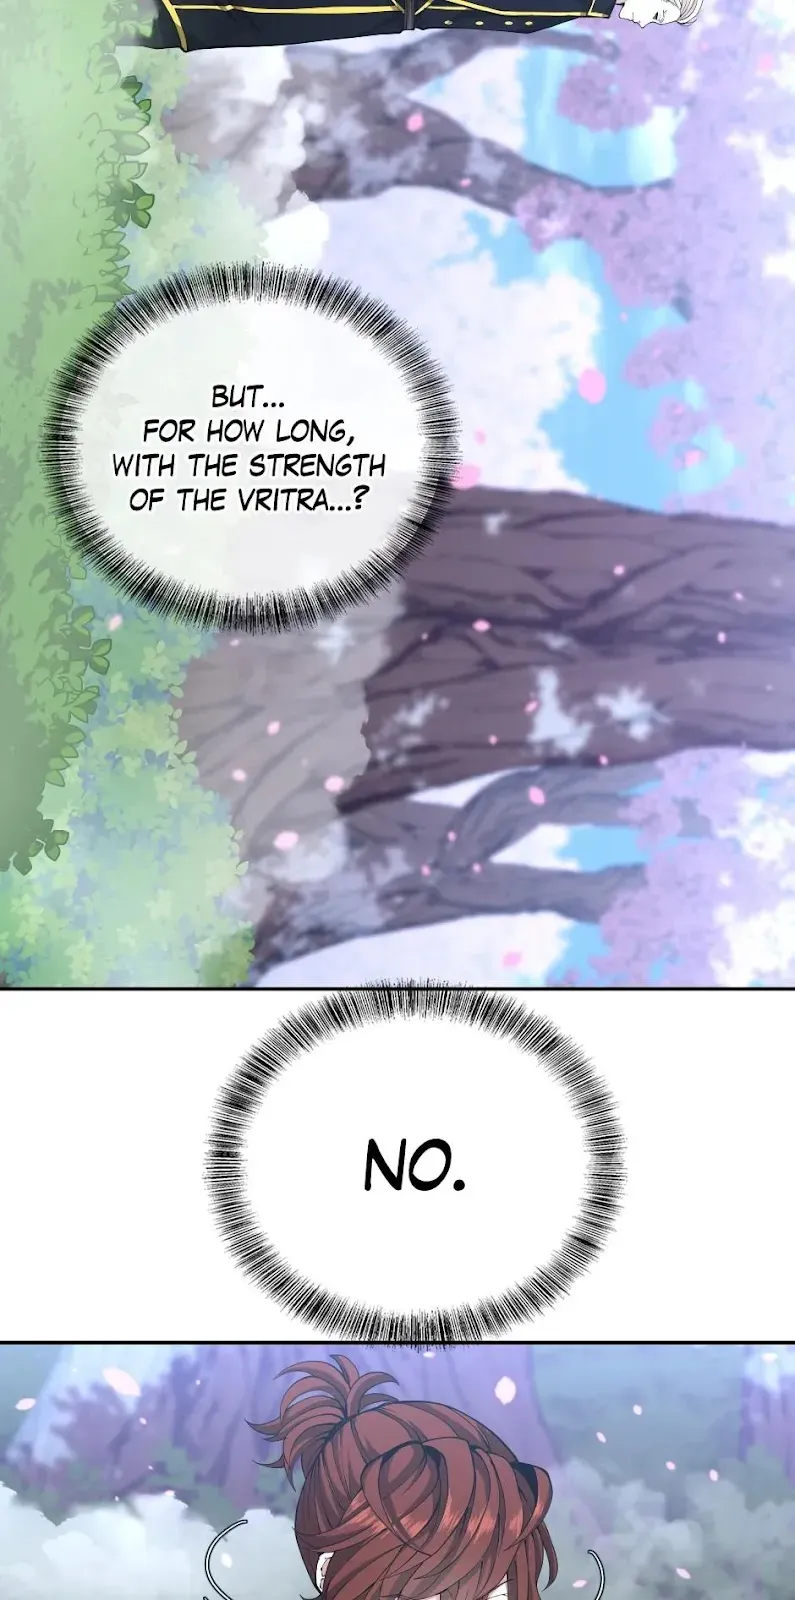 BUT...
FOR HOW LONG,
WITH THE STRENGTH
OF THE VRITRA...?
NO.